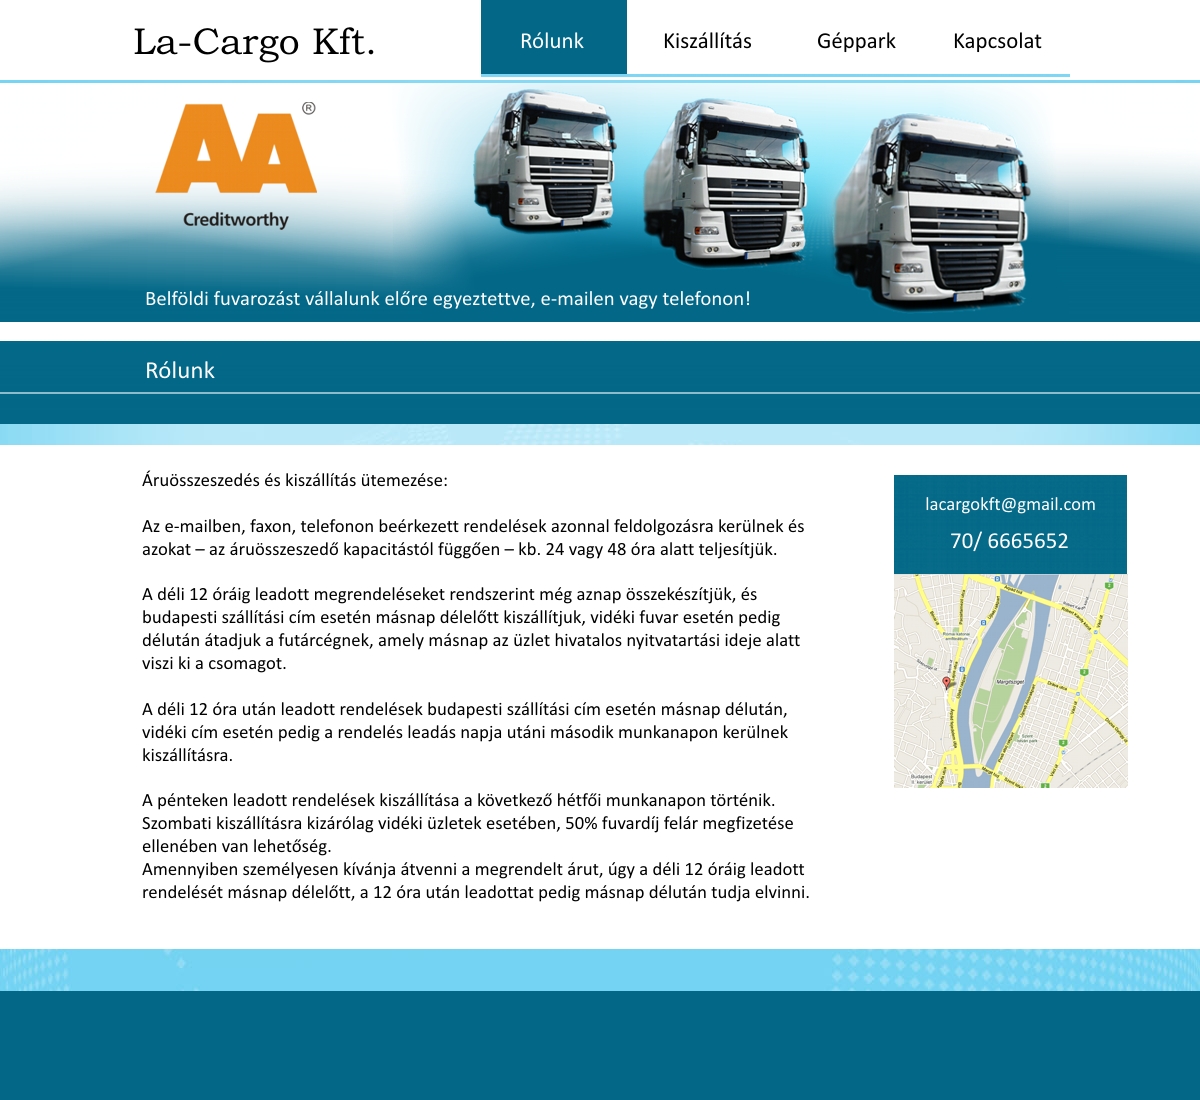 La-Cargo Kft.
Rólunk
Kiszállítás
Géppark
Kapcsolat
AA®
Creditworthy
Belföldi fuvarozást vállalunk előre egyeztettve, e-mailen vagy telefonon!
Rólunk
Áruösszeszedés és kiszállítás ütemezése:
Az e-mailben, faxon, telefonon beérkezett rendelések azonnal feldolgozásra kerülnek és
azokat – az áruösszeszedő kapacitástól függően – kb. 24 vagy 48 óra alatt teljesítjük.
A déli 12 óráig leadott megrendeléseket rendszerint még aznap összekészítjük, és
budapesti szállítási cím esetén másnap délelőtt kiszállítjuk, vidéki fuvar esetén pedig
délután átadjuk a futárcégnek, amely másnap az üzlet hivatalos nyitvatartási ideje alatt
viszi ki a csomagot.
A déli 12 óra után leadott rendelések budapesti szállítási cím esetén másnap délután,
vidéki cím esetén pedig a rendelés leadás napja utáni második munkanapon kerülnek
kiszállításra.
A pénteken leadott rendelések kiszállítása a következő hétfői munkanapon történik.
Szombati kiszállításra kizárólag vidéki üzletek esetében, 50% fuvardíj felár megfizetése
ellenében van lehetőség.
Amennyiben személyesen kívánja átvenni a megrendelt árut, úgy a déli 12 óráig leadott
rendelését másnap délelőtt, a 12 óra után leadottat pedig másnap délután tudja elvinni.
lacargokft@gmail.com
70/ 6665652
Margitsziget
Budapest
II. kerület